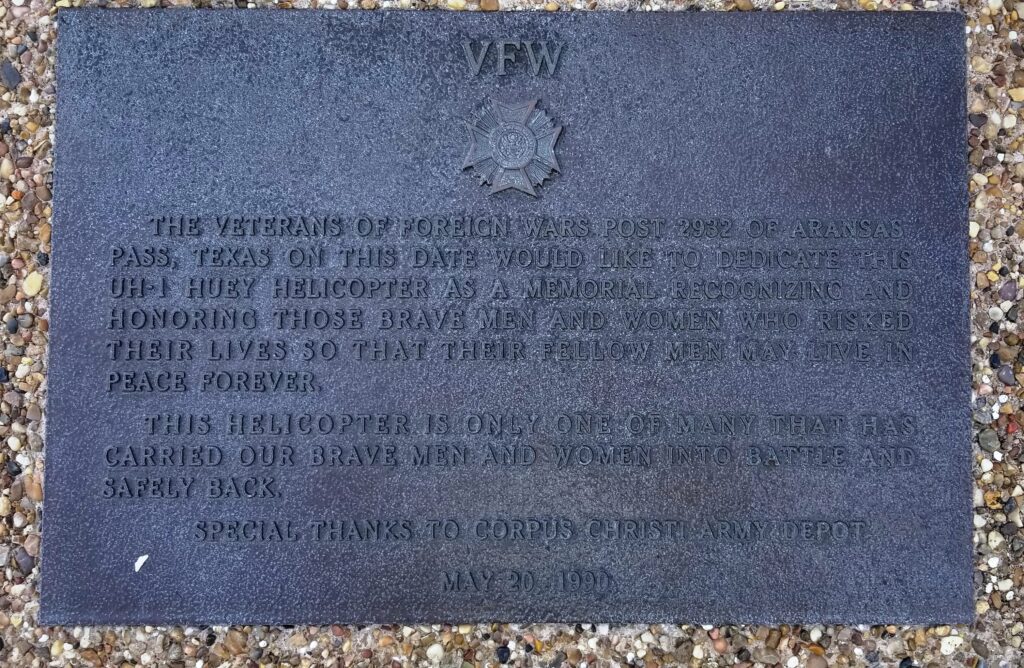 VFW
THE VETERANS OF FOREIGN WARS POST 2932 OF ARANSAS
PASS, TEXAS ON THIS DATE WOULD LIKE TO DEDICATE THIS
UH-1 HUEY HELICOPTER AS A MEMORIAL RECOGNIZING AND
HONORING THOSE BRAVE MEN AND WOMEN WHO RISKED
THEIR LIVES SO THAT THEIR FELLOW MEN MAY LIVE IN
PEACE FOREVER.
THIS HELICOPTER IS ONLY ONE OF MANY THAT HAS
CARRIED OUR BRAVE MEN AND WOMEN INTO BATTLE AND
SAFELY BACK.
SPECIAL THANKS TO CORPUS CHRISTI ARMY DEPOT
MAY 20, 1990